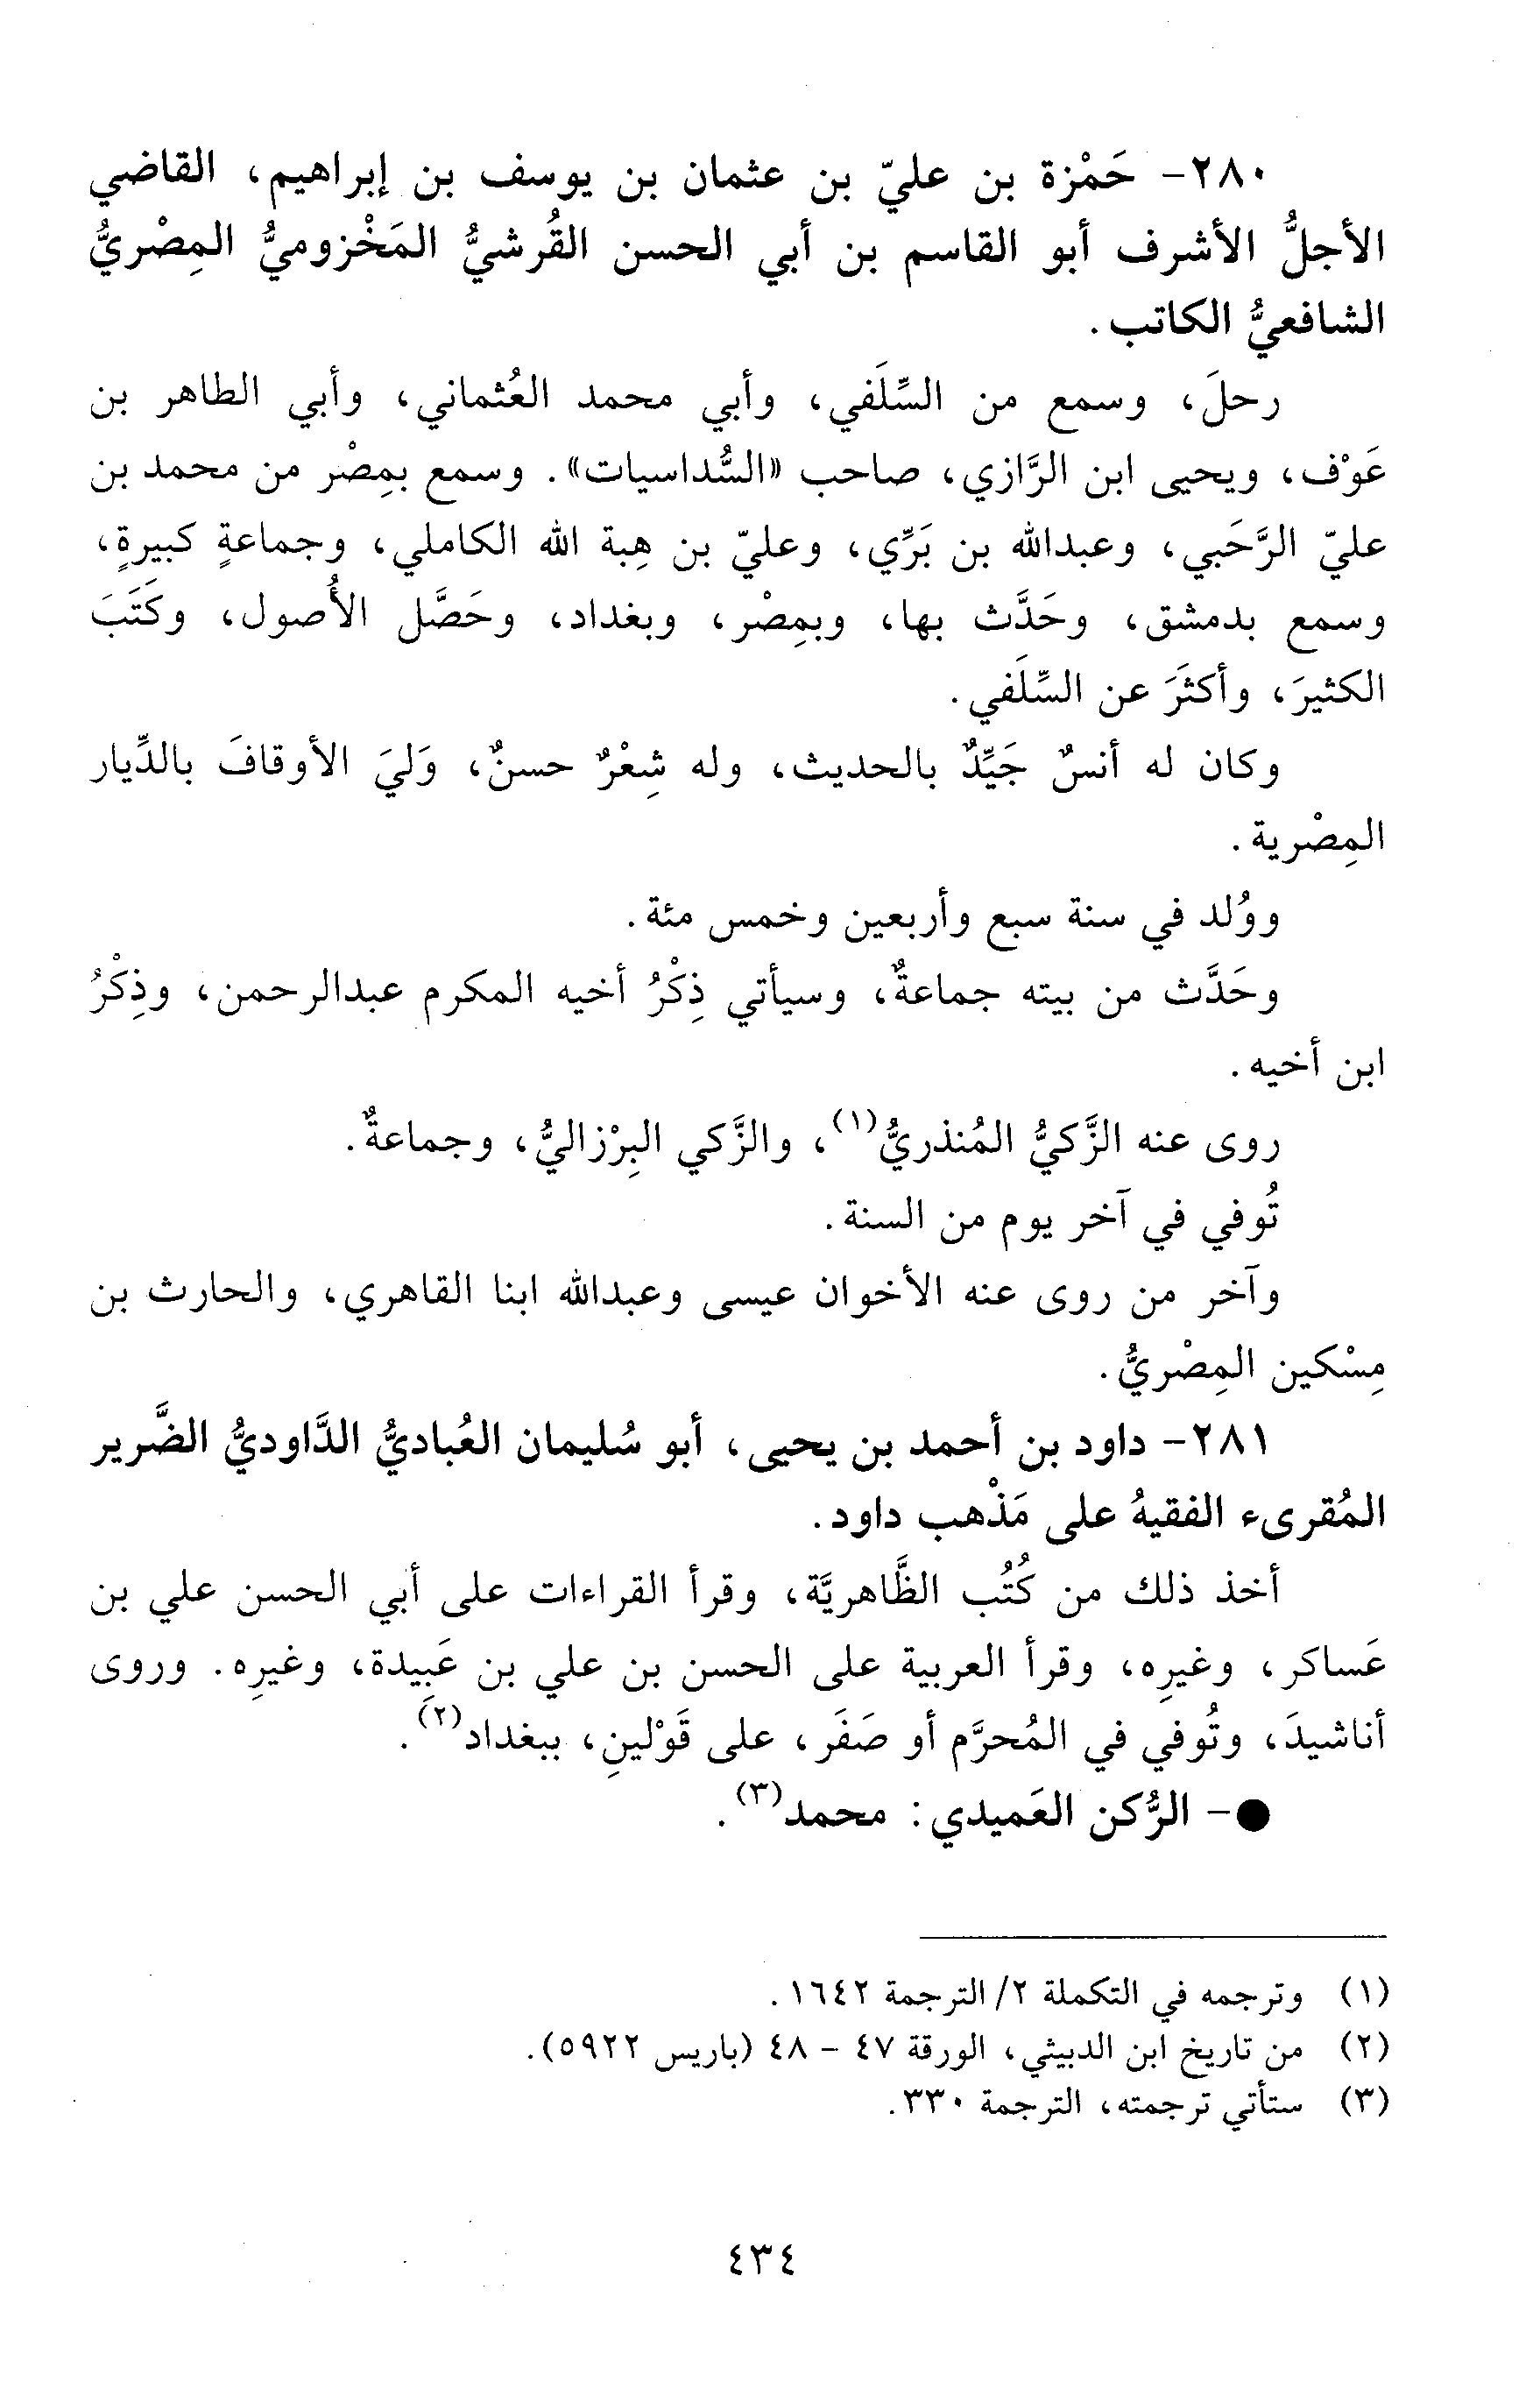 ٢٨٠- حَمْزة بن عليّ بن عثمان بن يوسف بن إبراهيم، القاضي
الأجلُّ الأشرف أبو القاسم بن أبي الحسن القُرشيُّ المَخْزوميُّ المِصْريُّ
الشافعيُّ الكاتب.
رحلَ، وسمع من السِّلَفي، وأبي محمد العُثماني، وأبي الطاهر بن
عَوْف، ويحيى ابن الرَّازي، صاحب «السُّداسيات». وسمع بمِصْر من محمد بن
عليّ الرَّحَبي، وعبدالله بن بَرِّي، وعليّ بن هِبة الله الكاملي، وجماعةٍ كبيرةٍ،
وسمع بدمشق، وحَدَّث بها، وبمِصْر، وبغداد، وحَصَّل الأُصول، وكَتَبَ
الكثيرَ، وأكثَرَ عن السِّلَفي.
وكان له أنسٌ جَيِّدٌ بالحديث، وله شِعْرٌ حسنٌ، وَليَ الأوقافَ بالدِّيار
المِصْرية.
ووُلد في سنة سبع وأربعين وخمس مئة.
وحَدَّث من بيته جماعةٌ، وسيأتي ذِكْرُ أخيه المكرم عبدالرحمن، وذِكْرُ
ابن أخيه.
روى عنه الزَّكيُّ المُنذريُّ(١)، والزَّكي البِرْزاليُّ، وجماعةٌ.
تُوفي في آخر يوم من السنة.
وآخر من روى عنه الأخوان عيسى وعبدالله ابنا القاهري، والحارث بن
مِسْكين المِصْريُّ.
٢٨١- داود بن أحمد بن يحيى، أبو سُليمان العُباديُّ الدَّاوديُّ الضَّرير
المُقرىء الفقيهُ على مَذْهب داود.
أخذ ذلك من كُتُب الظَّاهريَّة، وقرأ القراءات على أبي الحسن علي بن
عَساكر، وغيرِه، وقرأ العربية على الحسن بن علي بن عَبِيدة، وغيرِه. وروى
أناشيدَ، وتُوفي في المُحرَّم أو صَفَر، على قَوْلينِ، ببغداد(٢).
●- الرُّكن العَميدي: محمد(٣).
(١) وترجمه في التكملة ٢/ الترجمة ١٦٤٢.
(٢) من تاريخ ابن الدبيثي، الورقة ٤٧ - ٤٨ (باريس ٥٩٢٢).
(٣) ستأتي ترجمته، الترجمة ٣٣٠.
٤٣٤